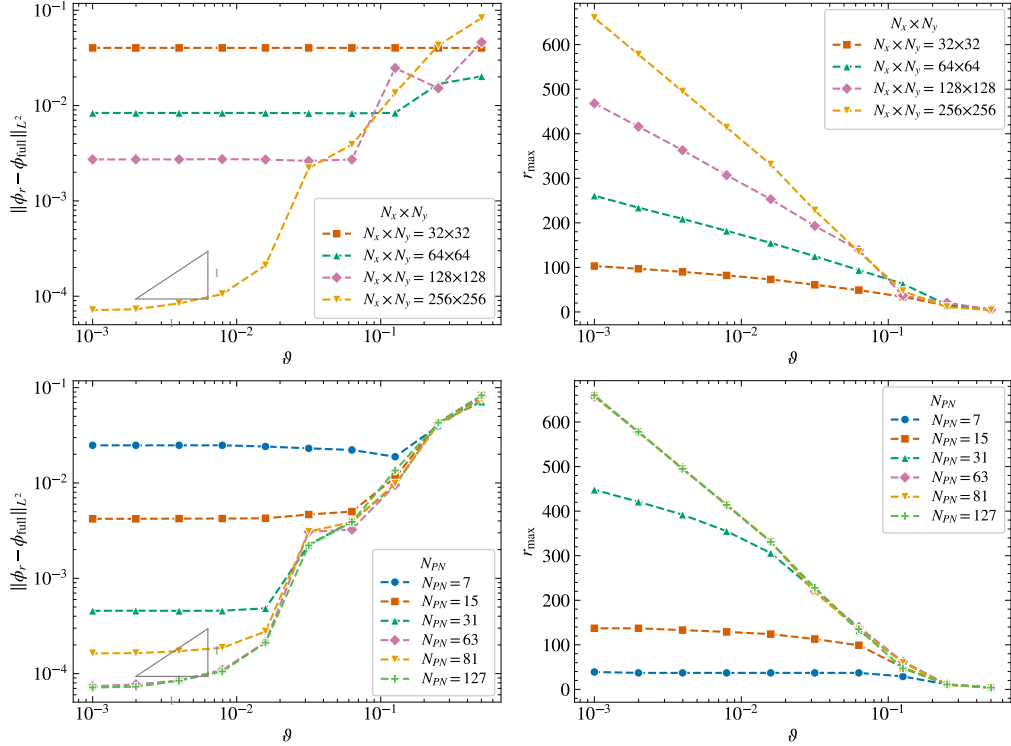 10⁻¹
10⁻²
10⁻³
10⁻⁴
‖ϕ_r − ϕ_full‖_L²
N_x × N_y
N_x × N_y = 32×32
N_x × N_y = 64×64
N_x × N_y = 128×128
N_x × N_y = 256×256
1
1
10⁻³
10⁻²
10⁻¹
ϑ
600
500
400
300
200
100
0
r_max
N_x × N_y
N_x × N_y = 32×32
N_x × N_y = 64×64
N_x × N_y = 128×128
N_x × N_y = 256×256
10⁻³
10⁻²
10⁻¹
ϑ
10⁻¹
10⁻²
10⁻³
10⁻⁴
‖ϕ_r − ϕ_full‖_L²
N_PN
N_PN = 7
N_PN = 15
N_PN = 31
N_PN = 63
N_PN = 81
N_PN = 127
1
1
10⁻³
10⁻²
10⁻¹
ϑ
600
500
400
300
200
100
0
r_max
N_PN
N_PN = 7
N_PN = 15
N_PN = 31
N_PN = 63
N_PN = 81
N_PN = 127
10⁻³
10⁻²
10⁻¹
ϑ